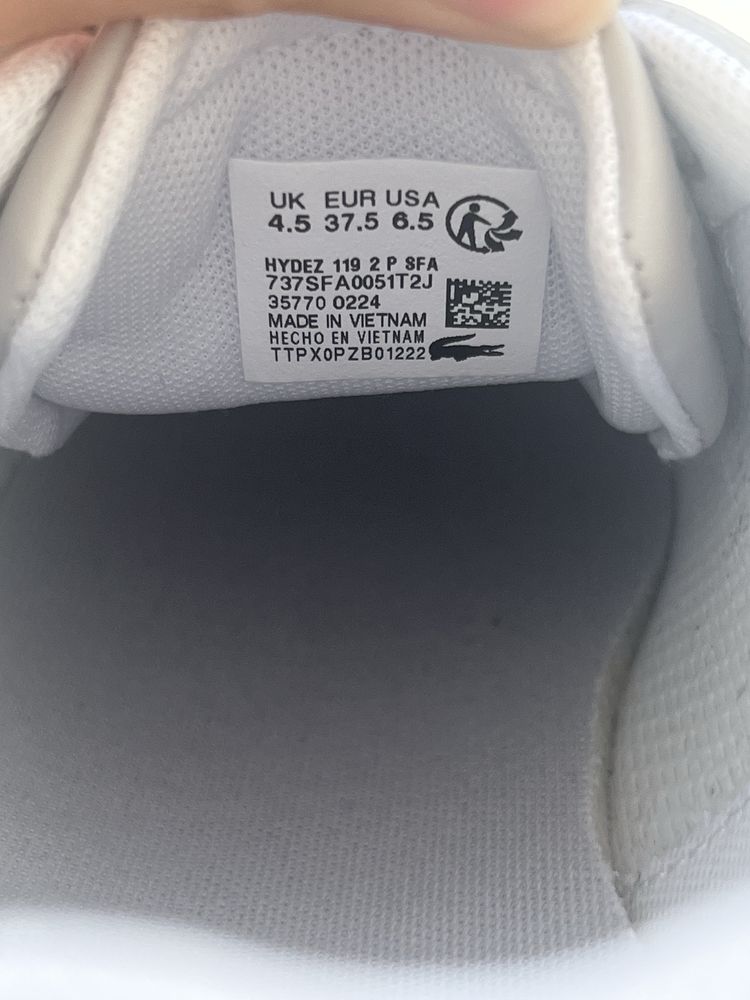 UK EUR USA
4.5 37.5 6.5
HYDEZ 119 2 P SFA
737SFA0051T2J
35770 0224
MADE IN VIETNAM
HECHO EN VIETNAM
TTPX0PZB01222